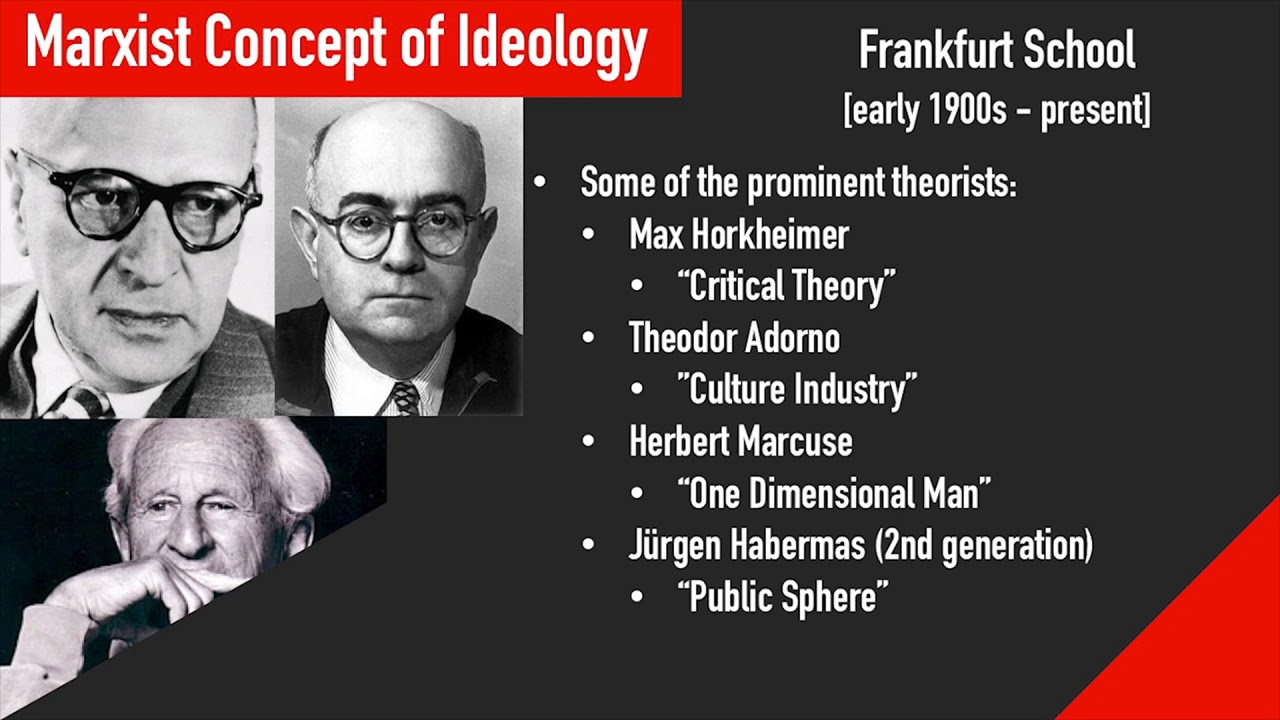 Marxist Concept of Ideology
Frankfurt School
[early 1900s – present]
• Some of the prominent theorists:
• Max Horkheimer
• “Critical Theory”
• Theodor Adorno
• ”Culture Industry”
• Herbert Marcuse
• “One Dimensional Man”
• Jürgen Habermas (2nd generation)
• “Public Sphere”